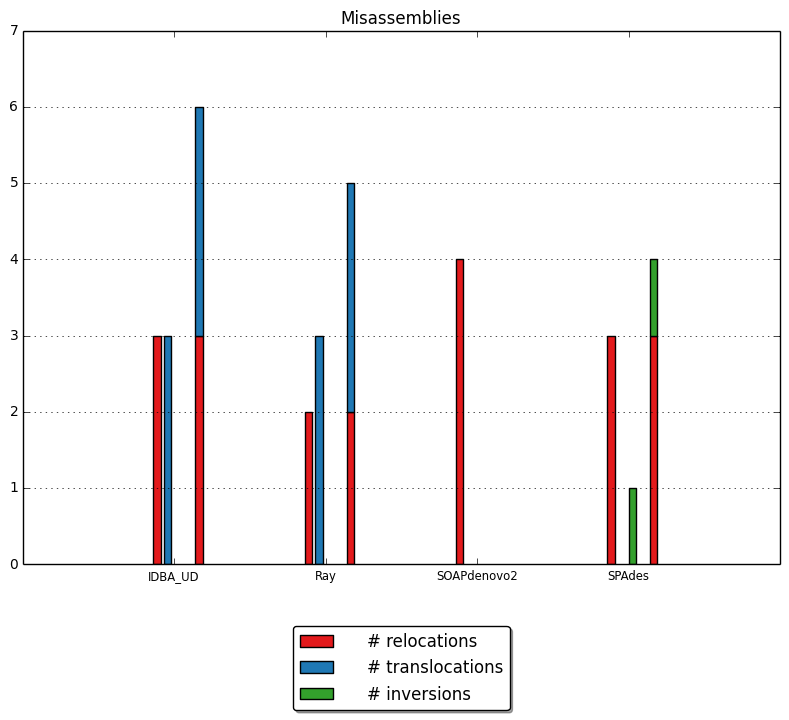 Misassemblies
7
6
5
4
3
2
1
0
IDBA_UD Ray SOAPdenovo2 SPAdes
# relocations
# translocations
# inversions